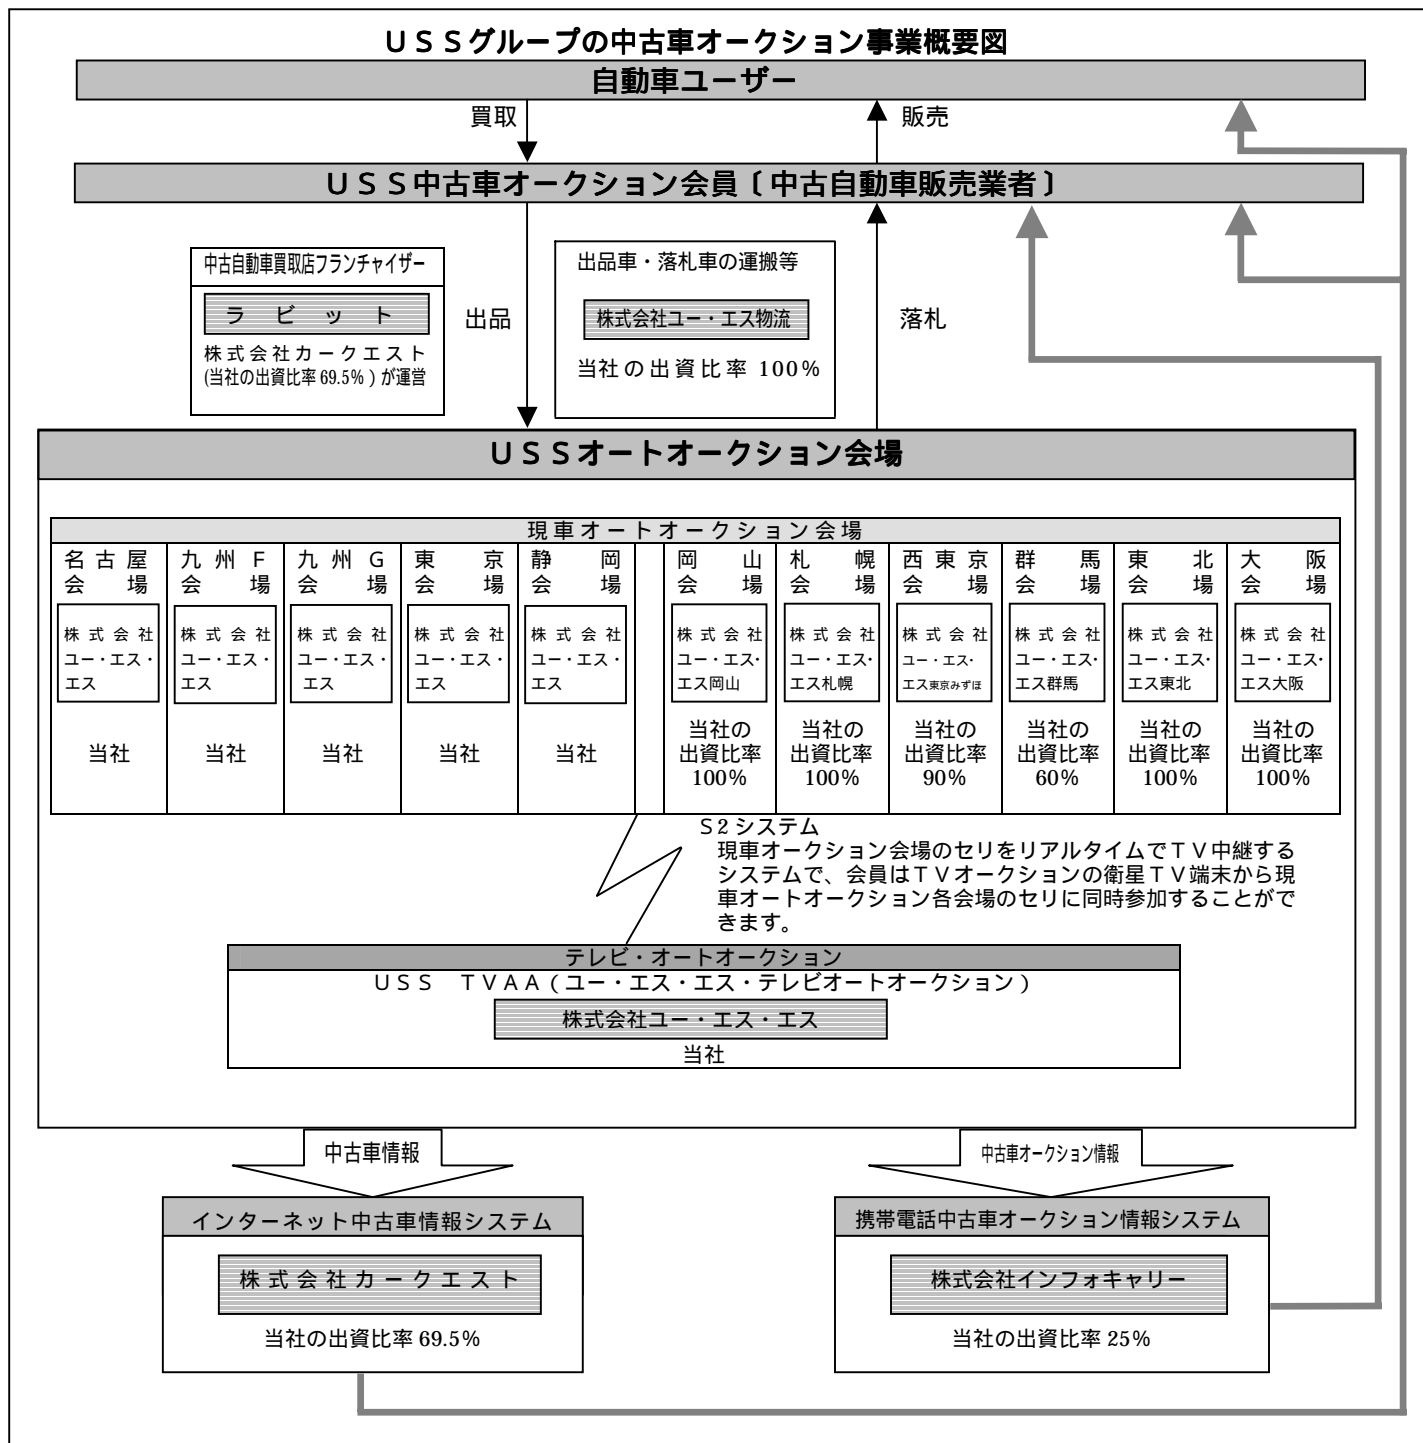 ＵＳＳグループの中古車オークション事業概要図
自動車ユーザー
買取
販売
ＵＳＳ中古車オークション会員〔中古自動車販売業者〕
中古自動車買取店フランチャイザー
ラビット
株式会社カークエスト
(当社の出資比率 69.5％）が運営
出品
出品車・落札車の運搬等
株式会社ユー・エス物流
当社の出資比率 100％
落札
ＵＳＳオートオークション会場
現車オートオークション会場
名古屋
会場
株式会社
ユー・エス・
エス
当社
九州Ｆ
会場
株式会社
ユー・エス・
エス
当社
九州Ｇ
会場
株式会社
ユー・エス・
エス
当社
東京
会場
株式会社
ユー・エス・
エス
当社
静岡
会場
株式会社
ユー・エス・
エス
当社
岡山
会場
株式会社
ユー・エス・
エス岡山
当社の
出資比率
100％
札幌
会場
株式会社
ユー・エス・
エス札幌
当社の
出資比率
100％
西東京
会場
株式会社
ユー・エス・
エス東京みずほ
当社の
出資比率
90％
群馬
会場
株式会社
ユー・エス・
エス群馬
当社の
出資比率
60％
東北
会場
株式会社
ユー・エス・
エス東北
当社の
出資比率
100％
大阪
会場
株式会社
ユー・エス・
エス大阪
当社の
出資比率
100％
Ｓ2 システム
現車オークション会場のセリをリアルタイムでＴＶ中継する
システムで、会員はＴＶオークションの衛星ＴＶ端末から現
車オートオークション各会場のセリに同時参加することがで
きます。
テレビ・オートオークション
ＵＳＳ　ＴＶＡＡ（ユー・エス・エス・テレビオートオークション）
株式会社ユー・エス・エス
当社
中古車情報
中古車オークション情報
インターネット中古車情報システム
株式会社カークエスト
当社の出資比率 69.5％
携帯電話中古車オークション情報システム
株式会社インフォキャリー
当社の出資比率 25％